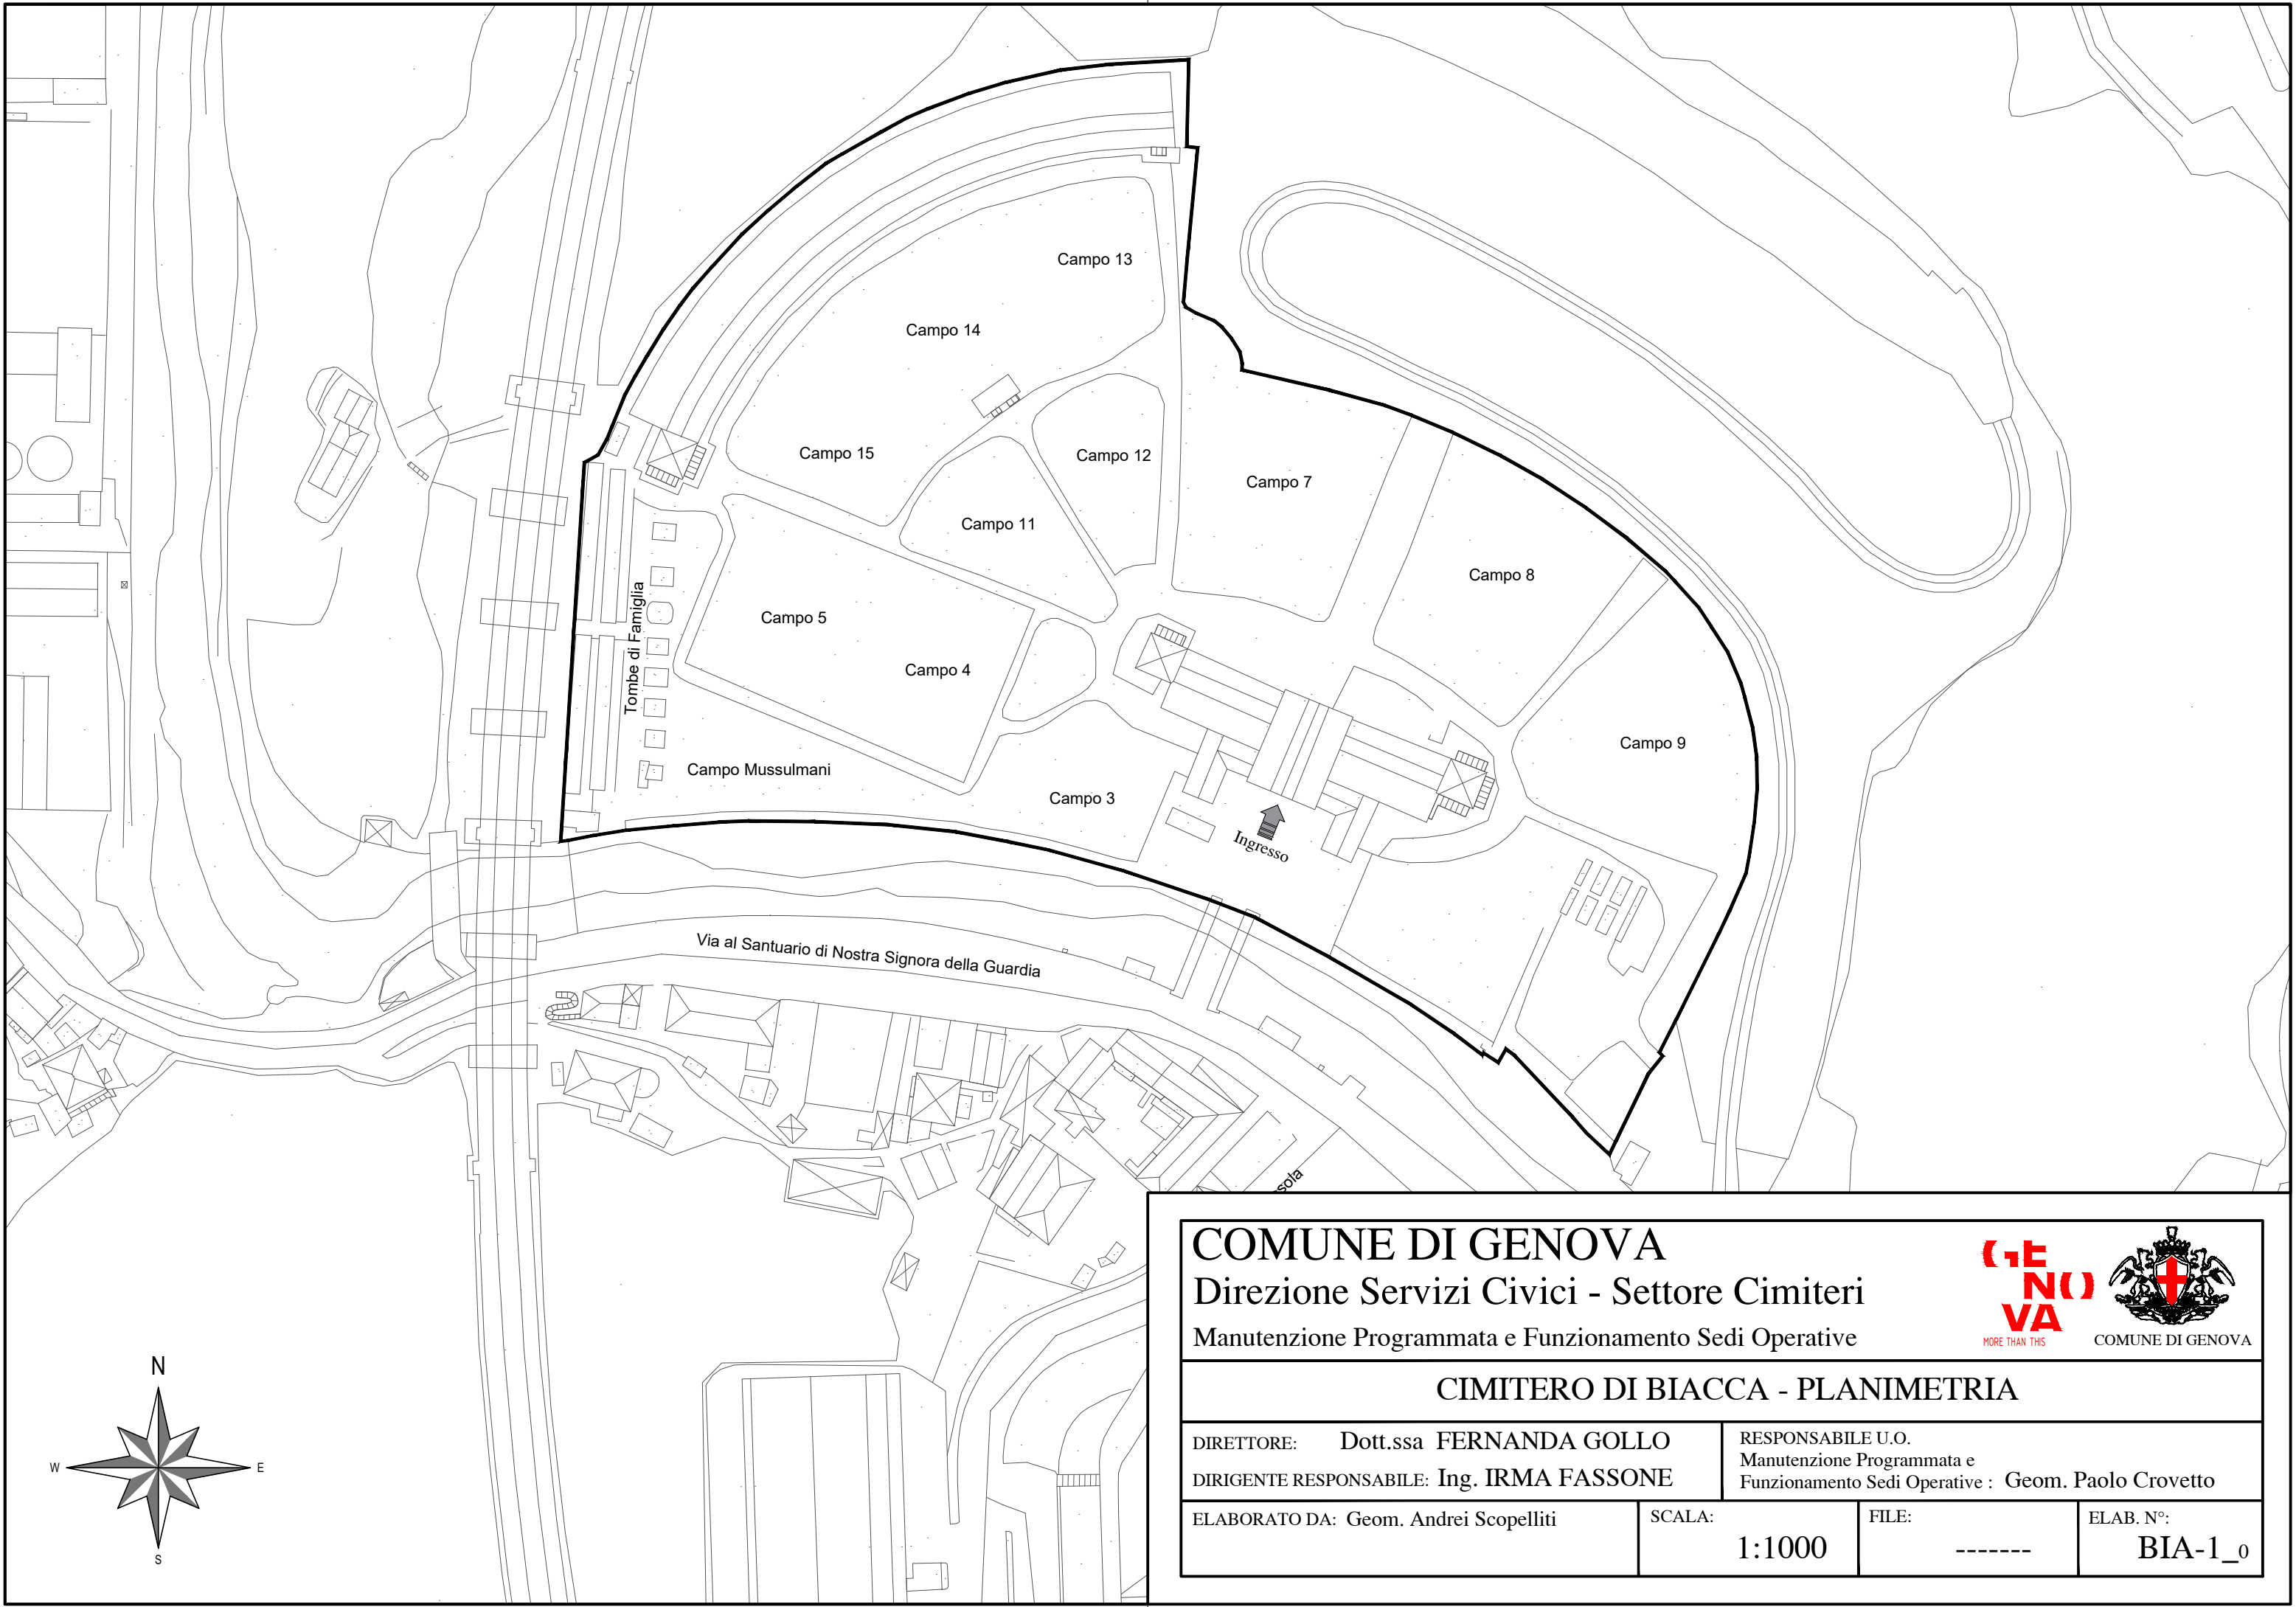 Campo 13
Campo 14
Campo 15
Campo 12
Campo 7
Campo 11
Campo 8
Campo 5
Tombe di Famiglia
Campo 4
Campo 9
Campo Mussulmani
Campo 3
Ingresso
Via al Santuario di Nostra Signora della Guardia
ssola
N
W
E
S
COMUNE DI GENOVA
Direzione Servizi Civici - Settore Cimiteri
Manutenzione Programmata e Funzionamento Sedi Operative
GE
NO
VA
MORE THAN THIS
COMUNE DI GENOVA
CIMITERO DI BIACCA - PLANIMETRIA
DIRETTORE: Dott.ssa FERNANDA GOLLO
DIRIGENTE RESPONSABILE: Ing. IRMA FASSONE
RESPONSABILE U.O.
Manutenzione Programmata e
Funzionamento Sedi Operative : Geom. Paolo Crovetto
ELABORATO DA: Geom. Andrei Scopelliti
SCALA:
1:1000
FILE:
-------
ELAB. N°:
BIA-1_0